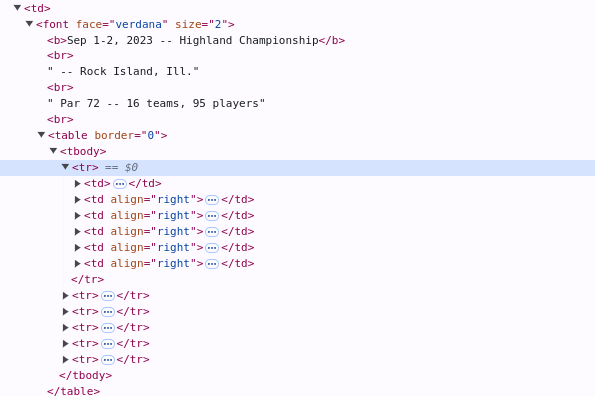 <td>
<font face="verdana" size="2">
<b>Sep 1-2, 2023 -- Highland Championship</b>
<br>
" -- Rock Island, Ill."
<br>
" Par 72 -- 16 teams, 95 players"
<br>
<table border="0">
<tbody>
<tr> == $0
<td>…</td>
<td align="right">…</td>
<td align="right">…</td>
<td align="right">…</td>
<td align="right">…</td>
<td align="right">…</td>
</tr>
<tr>…</tr>
<tr>…</tr>
<tr>…</tr>
<tr>…</tr>
<tr>…</tr>
</tbody>
</table>